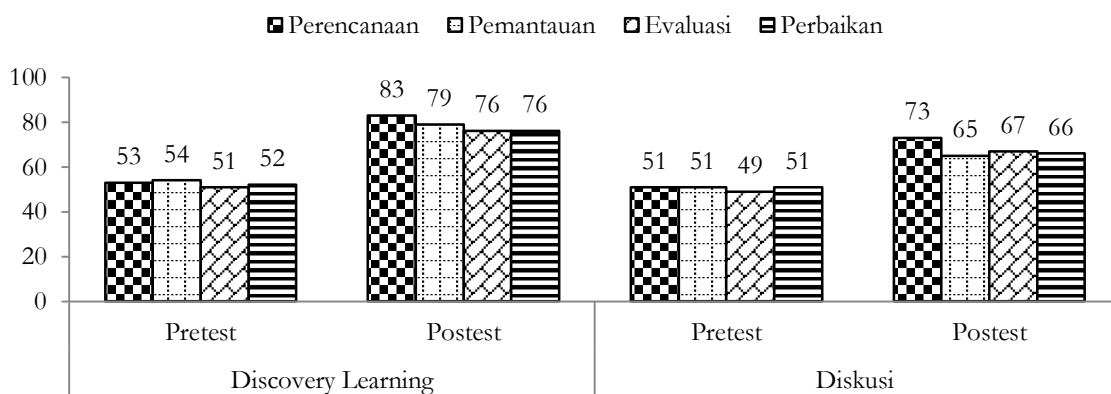 Perencanaan Pemantauan Evaluasi Perbaikan
100
80
60
40
20
0
53 54 51 52
83 79 76 76
51 51 49 51
73 65 67 66
Pretest Postest Pretest Postest
Discovery Learning Diskusi